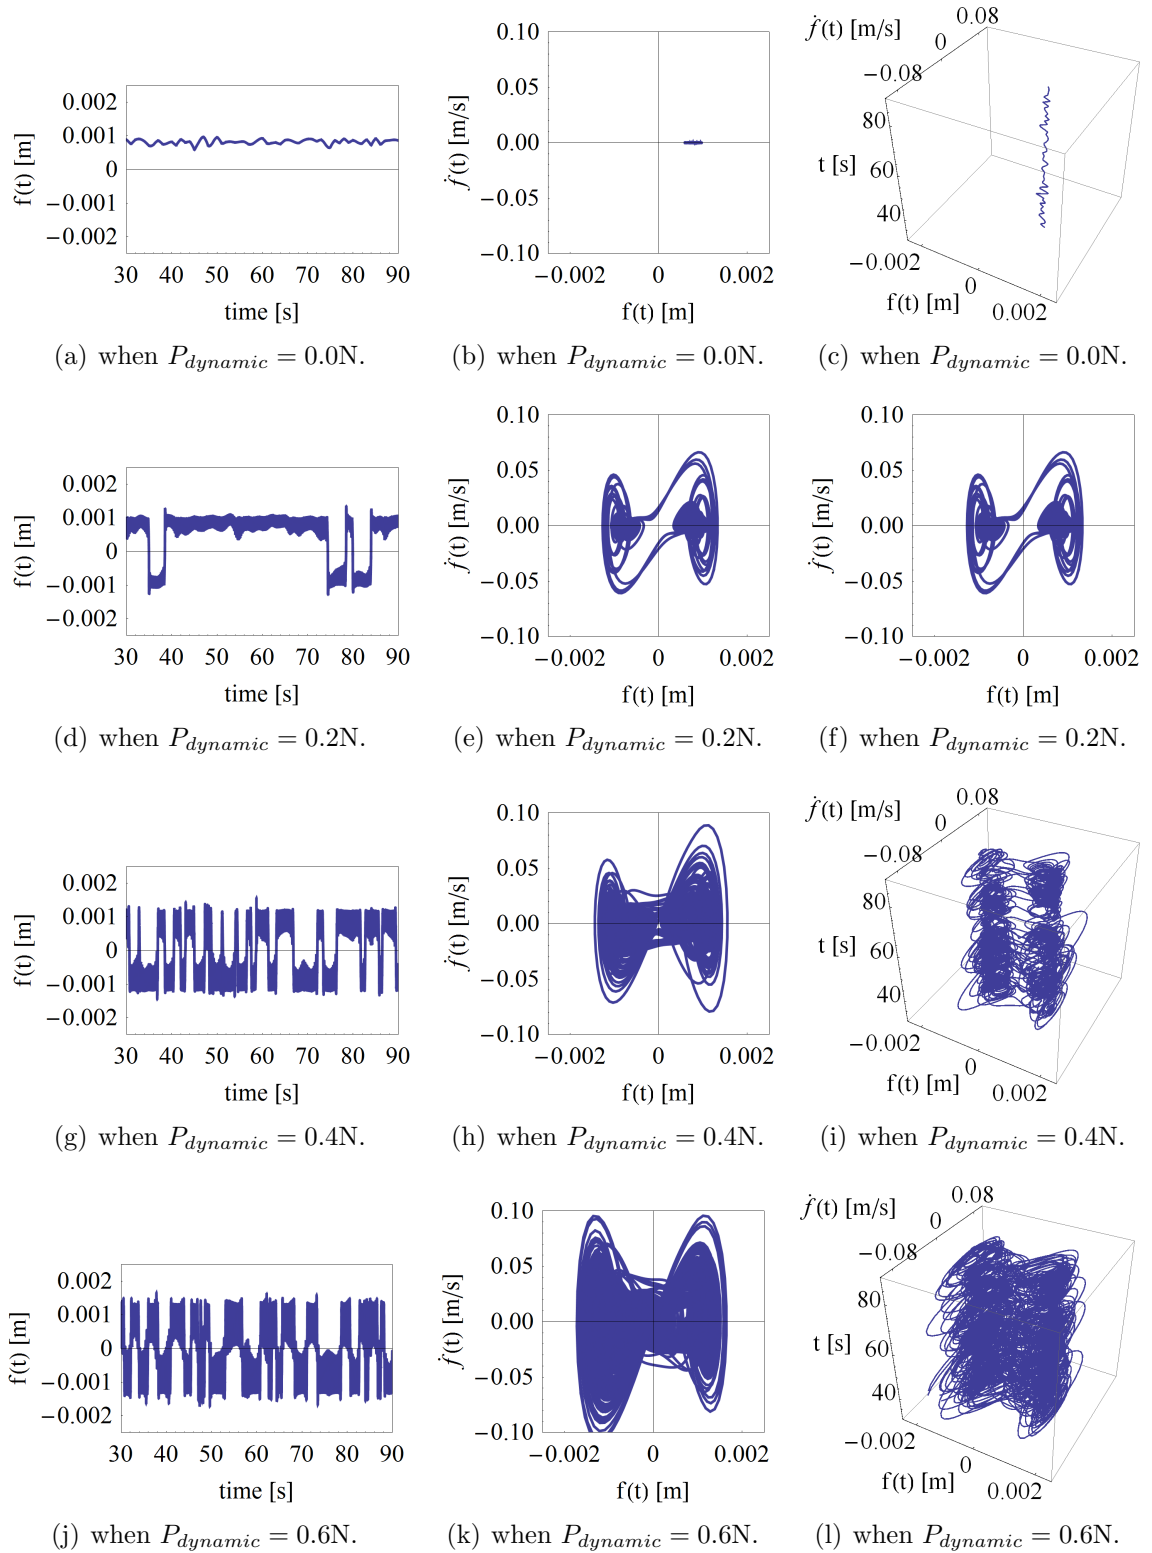 0.002
0.001
0
−0.001
−0.002
f(t) [m]
30 40 50 60 70 80 90
time [s]
(a) when P_dynamic = 0.0N.
0.10
0.05
0.00
−0.05
−0.10
ḟ(t) [m/s]
−0.002 0 0.002
f(t) [m]
(b) when P_dynamic = 0.0N.
0.08
ḟ(t) [m/s]
0
−0.08
80
t [s]
60
40
−0.002
0
f(t) [m]
0.002
(c) when P_dynamic = 0.0N.
0.002
0.001
0
−0.001
−0.002
f(t) [m]
30 40 50 60 70 80 90
time [s]
(d) when P_dynamic = 0.2N.
0.10
0.05
0.00
−0.05
−0.10
ḟ(t) [m/s]
−0.002 0 0.002
f(t) [m]
(e) when P_dynamic = 0.2N.
0.10
0.05
0.00
−0.05
−0.10
ḟ(t) [m/s]
−0.002 0 0.002
f(t) [m]
(f) when P_dynamic = 0.2N.
0.002
0.001
0
−0.001
−0.002
f(t) [m]
30 40 50 60 70 80 90
time [s]
(g) when P_dynamic = 0.4N.
0.10
0.05
0.00
−0.05
−0.10
ḟ(t) [m/s]
−0.002 0 0.002
f(t) [m]
(h) when P_dynamic = 0.4N.
0.08
ḟ(t) [m/s]
0
−0.08
80
t [s]
60
40
−0.002
0
f(t) [m]
0.002
(i) when P_dynamic = 0.4N.
0.002
0.001
0
−0.001
−0.002
f(t) [m]
30 40 50 60 70 80 90
time [s]
(j) when P_dynamic = 0.6N.
0.10
0.05
0.00
−0.05
−0.10
ḟ(t) [m/s]
−0.002 0 0.002
f(t) [m]
(k) when P_dynamic = 0.6N.
0.08
ḟ(t) [m/s]
0
−0.08
80
t [s]
60
40
−0.002
0
f(t) [m]
0.002
(l) when P_dynamic = 0.6N.